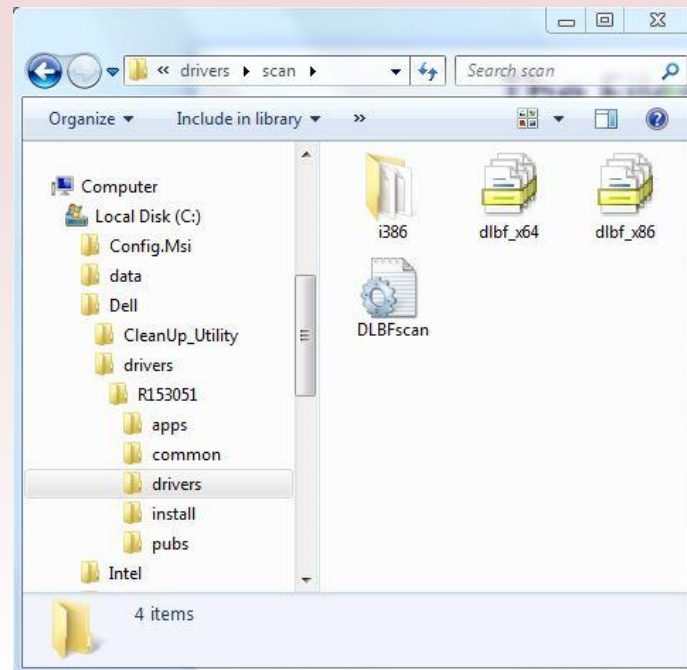 « drivers ▸ scan ▸
Search scan
Organize
Include in library
»
Computer
Local Disk (C:)
Config.Msi
data
Dell
CleanUp_Utility
drivers
R153051
apps
common
drivers
install
pubs
Intel
i386
dlbf_x64
dlbf_x86
DLBFscan
4 items